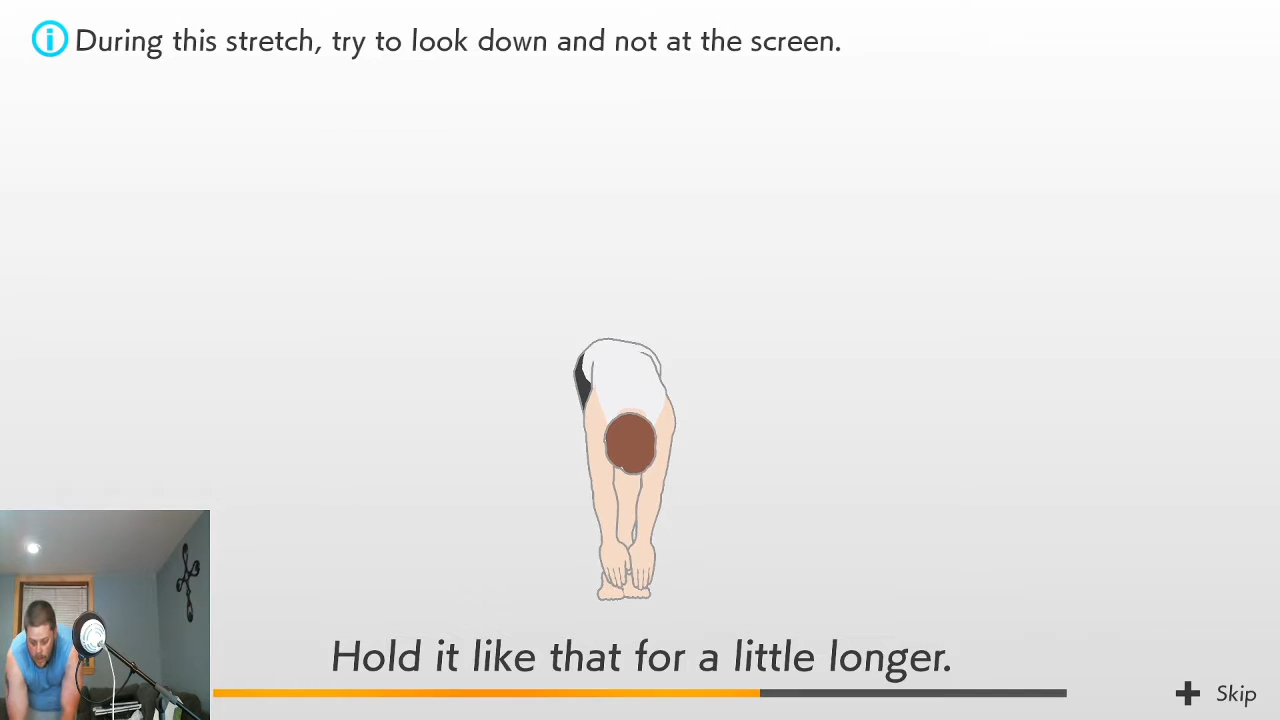 During this stretch, try to look down and not at the screen.
Hold it like that for a little longer.
Skip